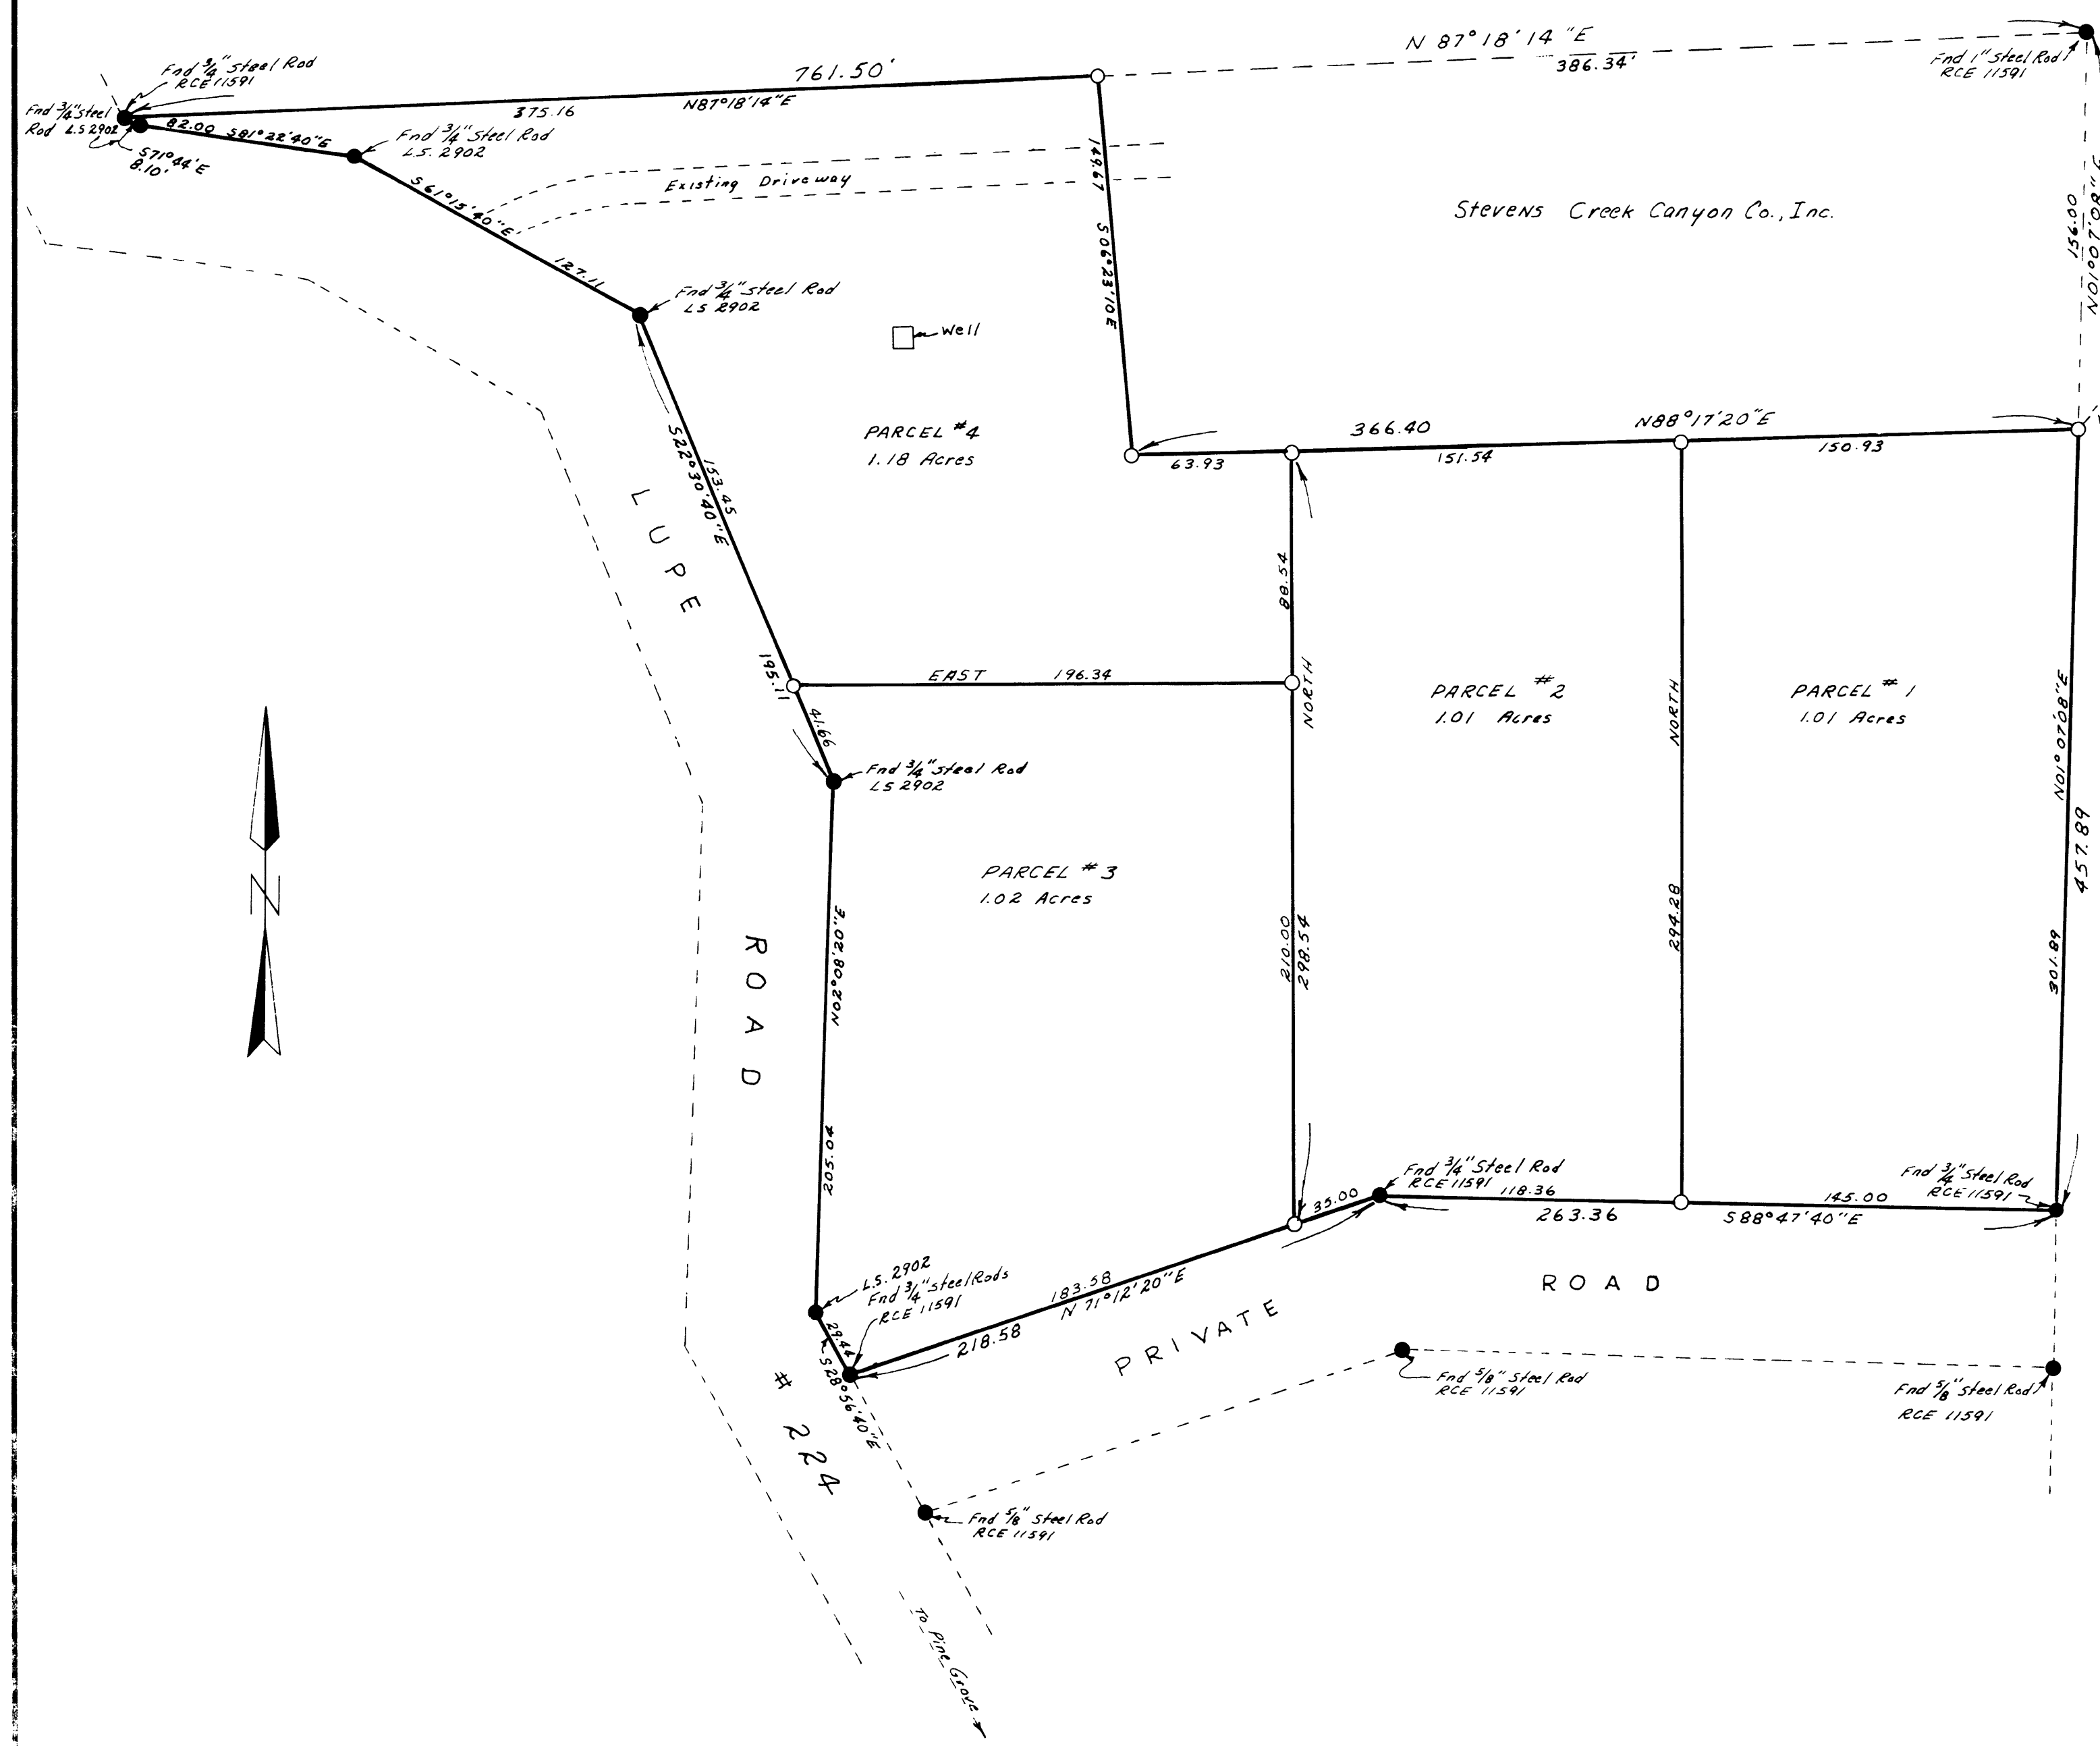 N 87°18'14"E
386.34'
Fnd 1" Steel Rod
RCE 11591
761.50'
375.16
N87°18'14"E
Fnd 3/4" Steel Rod
RCE 11591
Fnd 3/4" Steel
Rod L.S 2902
82.00 S81°22'40"E
S71°44'E
8.10'
Fnd 3/4" Steel Rod
L.S. 2902
S61°15'40"E
127.11
Existing Driveway
149.67
S06°23'10E
Stevens Creek Canyon Co., Inc.
156.00
N01°07'08"E
Fnd 3/4" steel Rod
LS 2902
Well
PARCEL #4
1.18 Acres
366.40
N88°17'20"E
63.93
151.54
150.93
153.45
S22°30'40"E
195.11
41.66
88.54
NORTH
210.00
298.54
EAST 196.34
LUPE
ROAD
# 224
PARCEL #2
1.01 Acres
NORTH
294.28
PARCEL #1
1.01 Acres
N01°07'08"E
457.89
301.89
Fnd 3/4" steel Rod
LS 2902
PARCEL #3
1.02 Acres
N02°08'20"E
205.04
Fnd 3/4" Steel Rod
RCE 11591
35.00
118.36
263.36
145.00
S88°47'40"E
Fnd 3/4" Steel Rod
RCE 11591
L.S. 2902
Fnd 3/4" steel Rods
RCE 11591
29.44
S28°56'40"E
183.58
N 71°12'20"E
218.58
PRIVATE
ROAD
Fnd 5/8" Steel Rod
RCE 11591
Fnd 5/8" Steel Rod
RCE 11591
Fnd 5/8" Steel Rod
RCE 11591
To Pine Grove
N